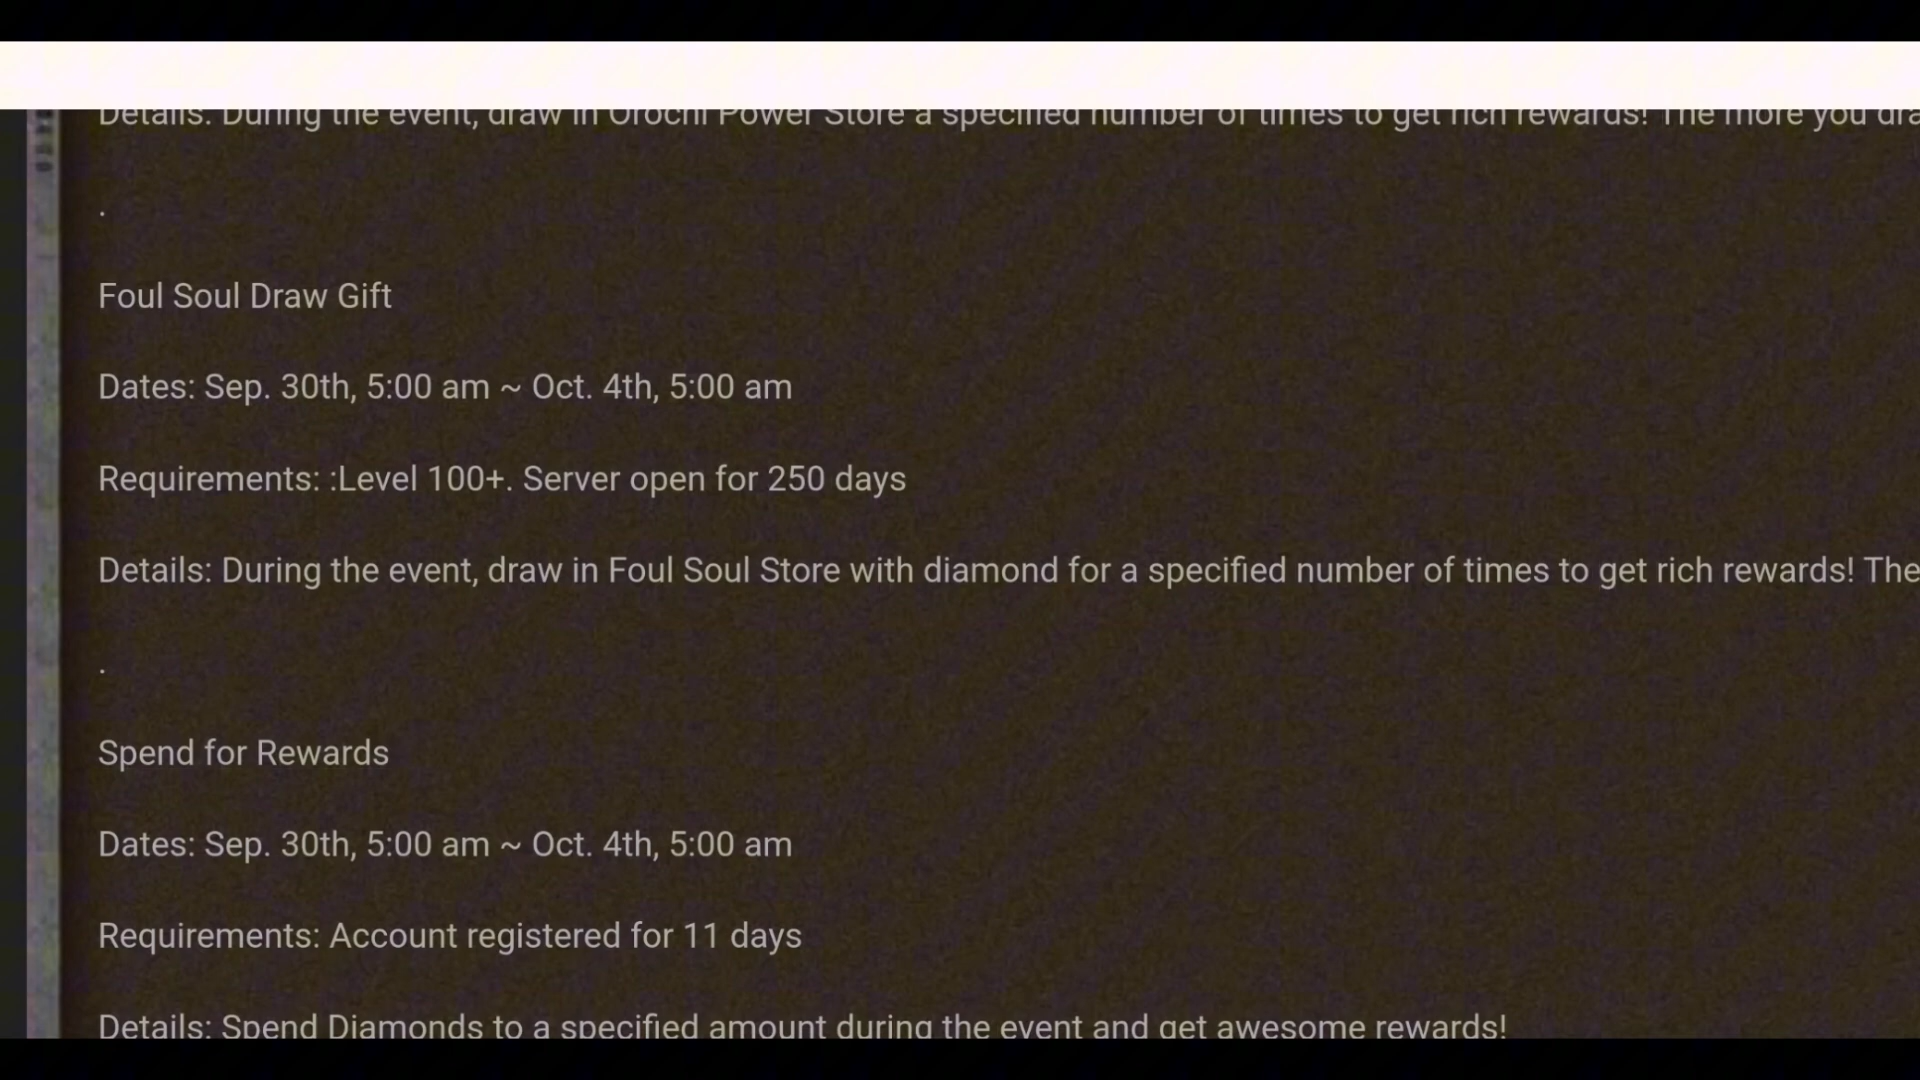 Details: During the event, draw in Orochi Power Store a specified number of times to get rich rewards! The more you dra
.
Foul Soul Draw Gift
Dates: Sep. 30th, 5:00 am ~ Oct. 4th, 5:00 am
Requirements: :Level 100+. Server open for 250 days
Details: During the event, draw in Foul Soul Store with diamond for a specified number of times to get rich rewards! The
.
Spend for Rewards
Dates: Sep. 30th, 5:00 am ~ Oct. 4th, 5:00 am
Requirements: Account registered for 11 days
Details: Spend Diamonds to a specified amount during the event and get awesome rewards!